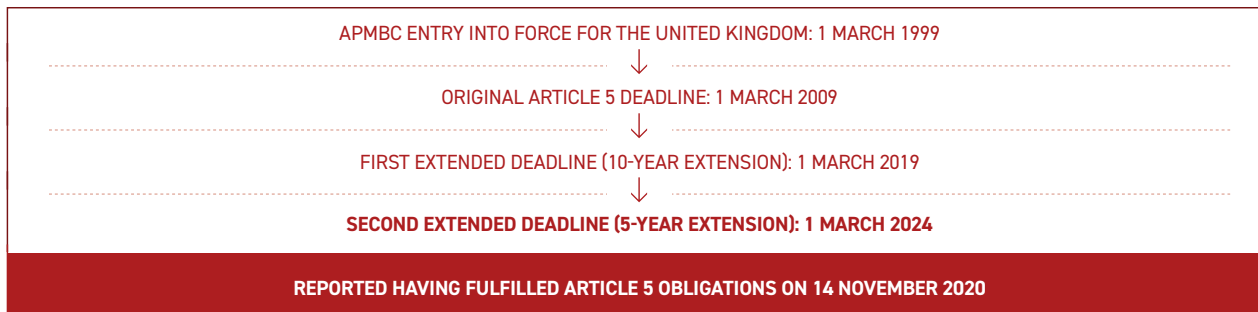 APMBC ENTRY INTO FORCE FOR THE UNITED KINGDOM: 1 MARCH 1999
ORIGINAL ARTICLE 5 DEADLINE: 1 MARCH 2009
FIRST EXTENDED DEADLINE (10-YEAR EXTENSION): 1 MARCH 2019
SECOND EXTENDED DEADLINE (5-YEAR EXTENSION): 1 MARCH 2024
REPORTED HAVING FULFILLED ARTICLE 5 OBLIGATIONS ON 14 NOVEMBER 2020